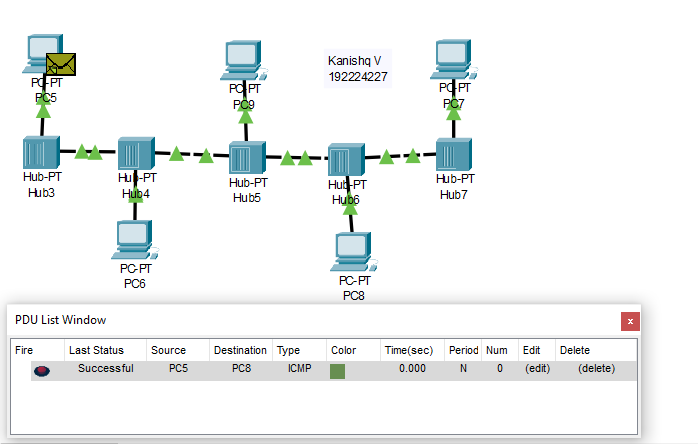 Kanishq V
192224227
PC-PT
PC5
PC-PT
PC9
PC-PT
PC7
Hub-PT
Hub3
Hub-PT
Hub4
Hub-PT
Hub5
Hub-PT
Hub6
Hub-PT
Hub7
PC-PT
PC6
PC-PT
PC8
PDU List Window
x
Fire Last Status Source Destination Type Color Time(sec) Period Num Edit Delete
Successful PC5 PC8 ICMP 0.000 N 0 (edit) (delete)